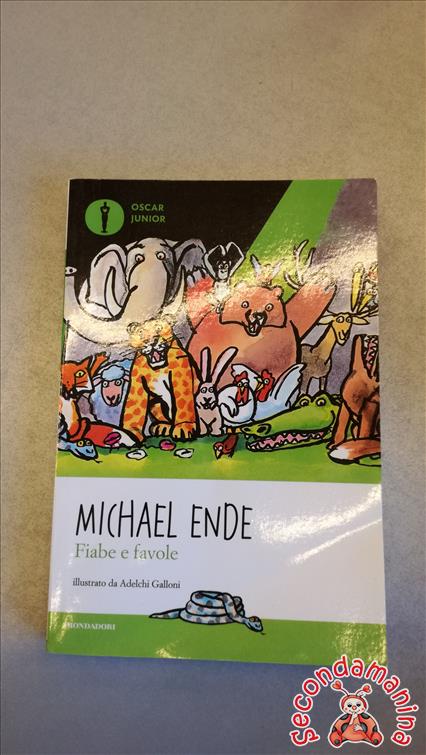 OSCAR
JUNIOR
MICHAEL ENDE
Fiabe e favole
illustrato da Adelchi Galloni
MONDADORI
Secondamanina